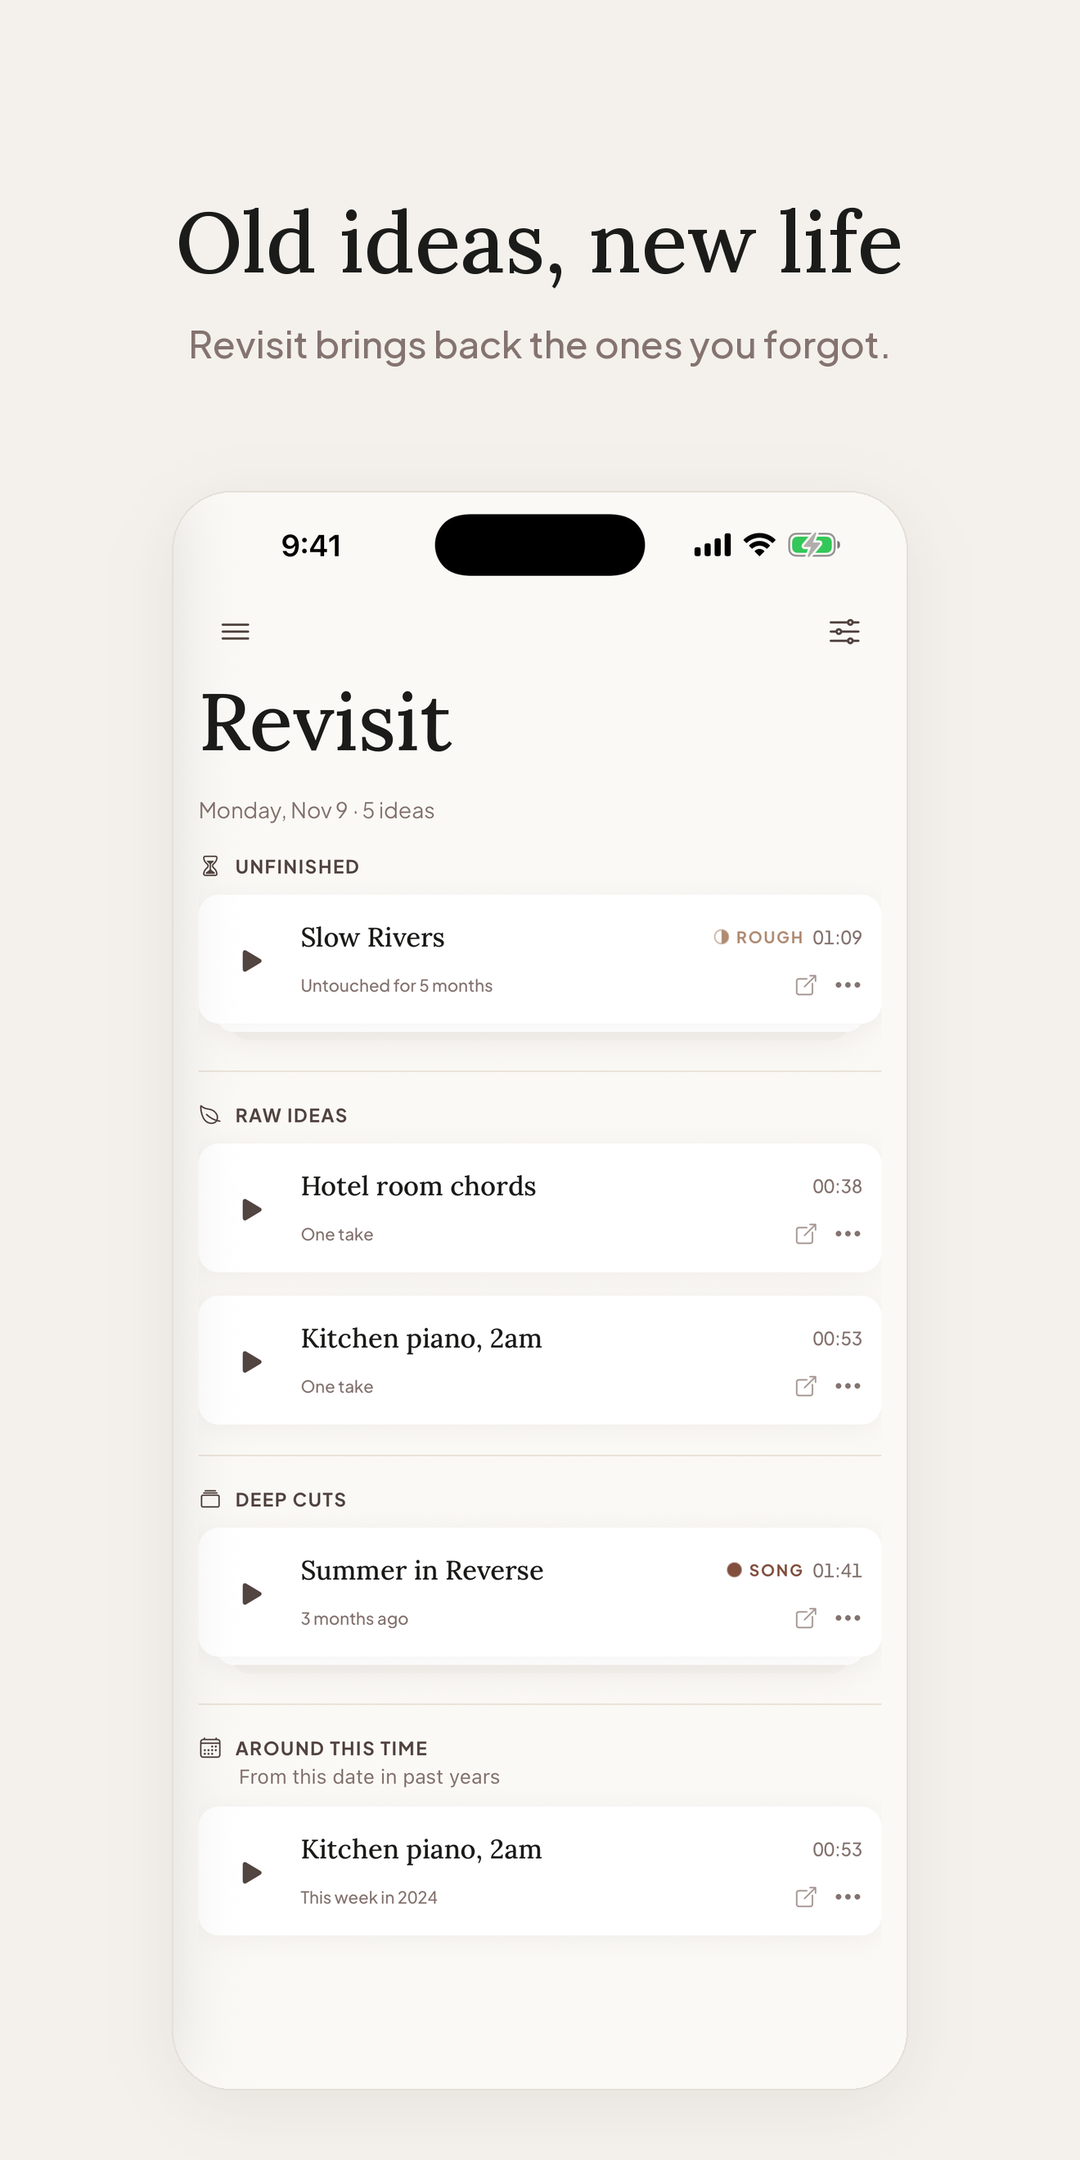 Old ideas, new life
Revisit brings back the ones you forgot.
9:41
Revisit
Monday, Nov 9 · 5 ideas
UNFINISHED
Slow Rivers ROUGH 01:09
Untouched for 5 months
RAW IDEAS
Hotel room chords 00:38
One take
Kitchen piano, 2am 00:53
One take
DEEP CUTS
Summer in Reverse SONG 01:41
3 months ago
AROUND THIS TIME
From this date in past years
Kitchen piano, 2am 00:53
This week in 2024